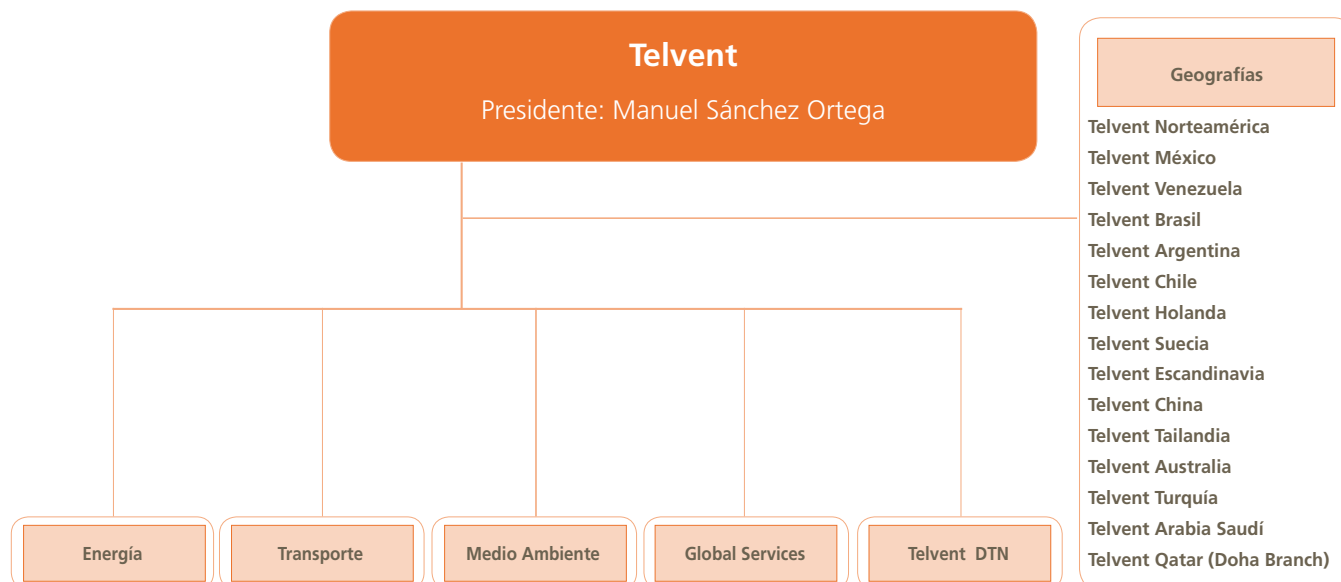 Telvent
Presidente: Manuel Sánchez Ortega
Geografías
Telvent Norteamérica
Telvent México
Telvent Venezuela
Telvent Brasil
Telvent Argentina
Telvent Chile
Telvent Holanda
Telvent Suecia
Telvent Escandinavia
Telvent China
Telvent Tailandia
Telvent Australia
Telvent Turquía
Telvent Arabia Saudí
Telvent Qatar (Doha Branch)
Energía
Transporte
Medio Ambiente
Global Services
Telvent DTN